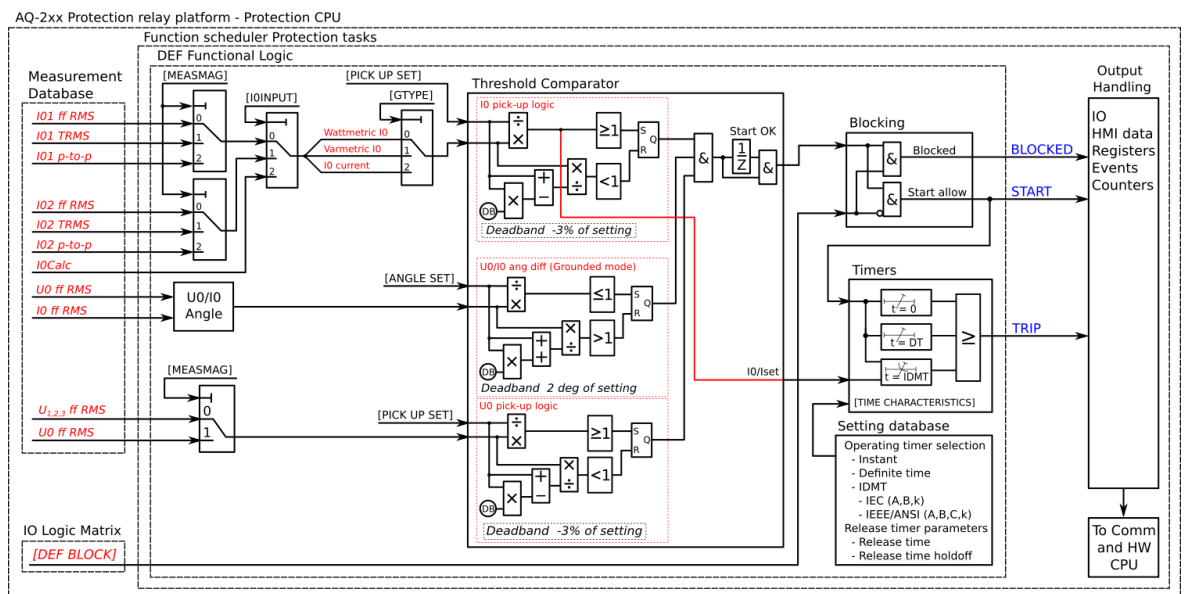 AQ-2xx Protection relay platform - Protection CPU
Function scheduler Protection tasks
DEF Functional Logic
Measurement
Database
I01 ff RMS
I01 TRMS
I01 p-to-p
I02 ff RMS
I02 TRMS
I02 p-to-p
I0Calc
U0 ff RMS
I0 ff RMS
U1,2,3 ff RMS
U0 ff RMS
IO Logic Matrix
[DEF BLOCK]
[MEASMAG]
0
1
2
0
1
2
[I0INPUT]
0
1
2
Wattmetric I0
Varmetric I0
I0 current
[PICK UP SET]
[GTYPE]
0
1
2
U0/I0
Angle
[ANGLE SET]
[MEASMAG]
0
1
[PICK UP SET]
Threshold Comparator
I0 pick-up logic
÷
×
≥1
S
R
Q
×
÷
<1
+
−
×
DB
Deadband -3% of setting
U0/I0 ang diff (Grounded mode)
÷
×
≤1
S
R
Q
×
÷
>1
+
+
×
DB
Deadband 2 deg of setting
U0 pick-up logic
÷
×
≥1
S
R
Q
×
÷
<1
+
−
×
DB
Deadband -3% of setting
&
Start OK
1
Z
&
I0/Iset
Blocking
&
Blocked
&
Start allow
BLOCKED
START
Timers
t = 0
t = DT
t = IDMT
≥
[TIME CHARACTERISTICS]
TRIP
Setting database
Operating timer selection
- Instant
- Definite time
- IDMT
- IEC (A,B,k)
- IEEE/ANSI (A,B,C,k)
Release timer parameters
- Release time
- Release time holdoff
Output
Handling
IO
HMI data
Registers
Events
Counters
To Comm
and HW
CPU